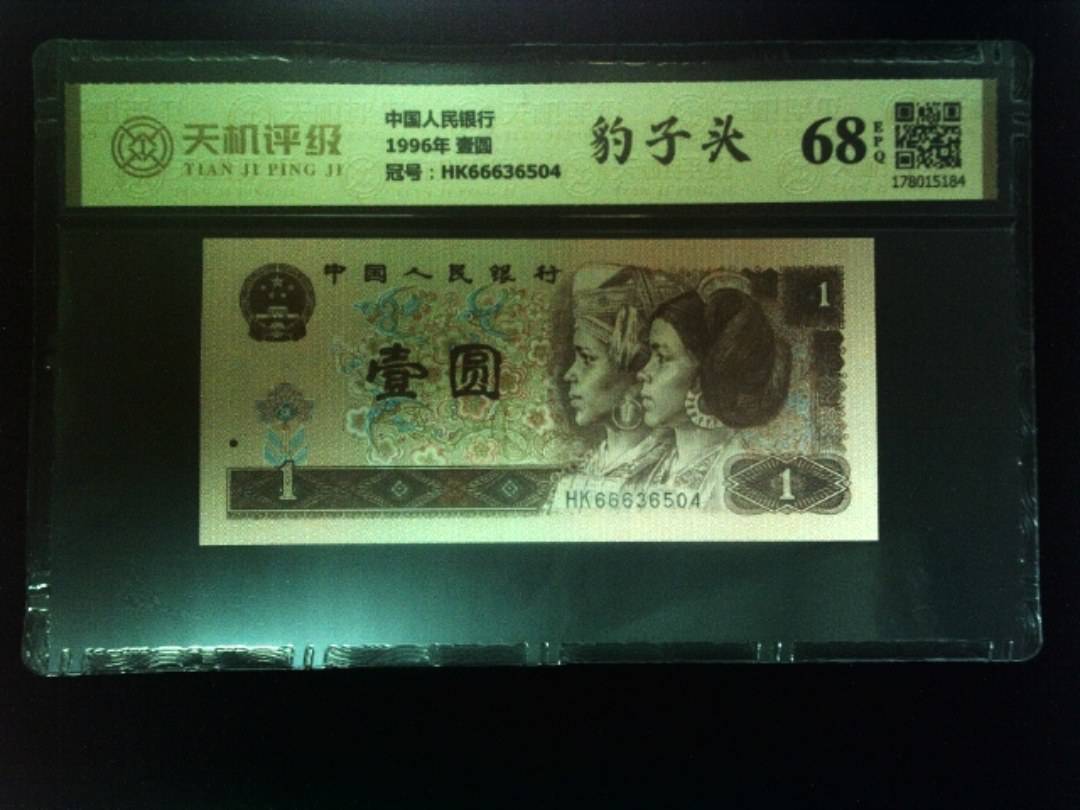 天机评级
TIAN JI PING JI
中国人民银行
1996年 壹圆
冠号：HK66636504
豹子头
68
EPQ
178015184
中国人民银行
1
壹圆
1
HK66636504
1